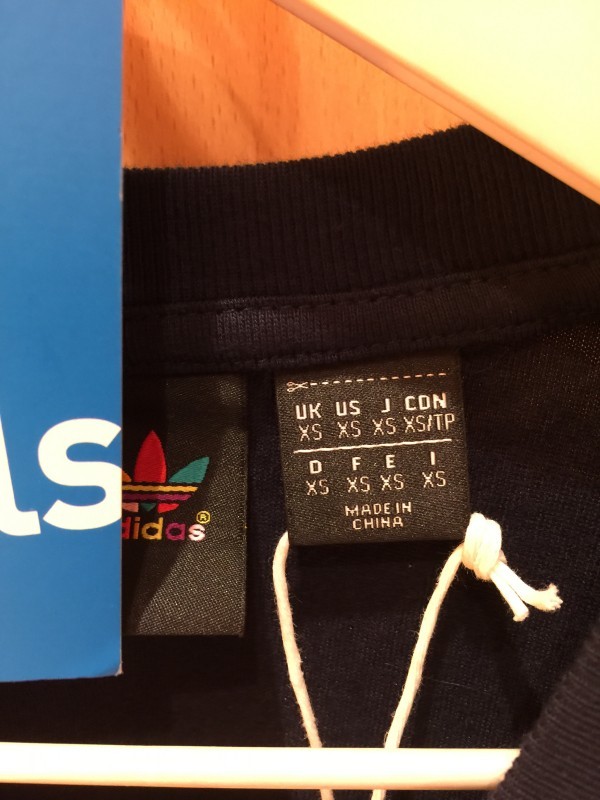 as
adidas®
UK US J CDN
XS XS XS XS/TP
D F E I
XS XS XS XS
MADE IN
CHINA